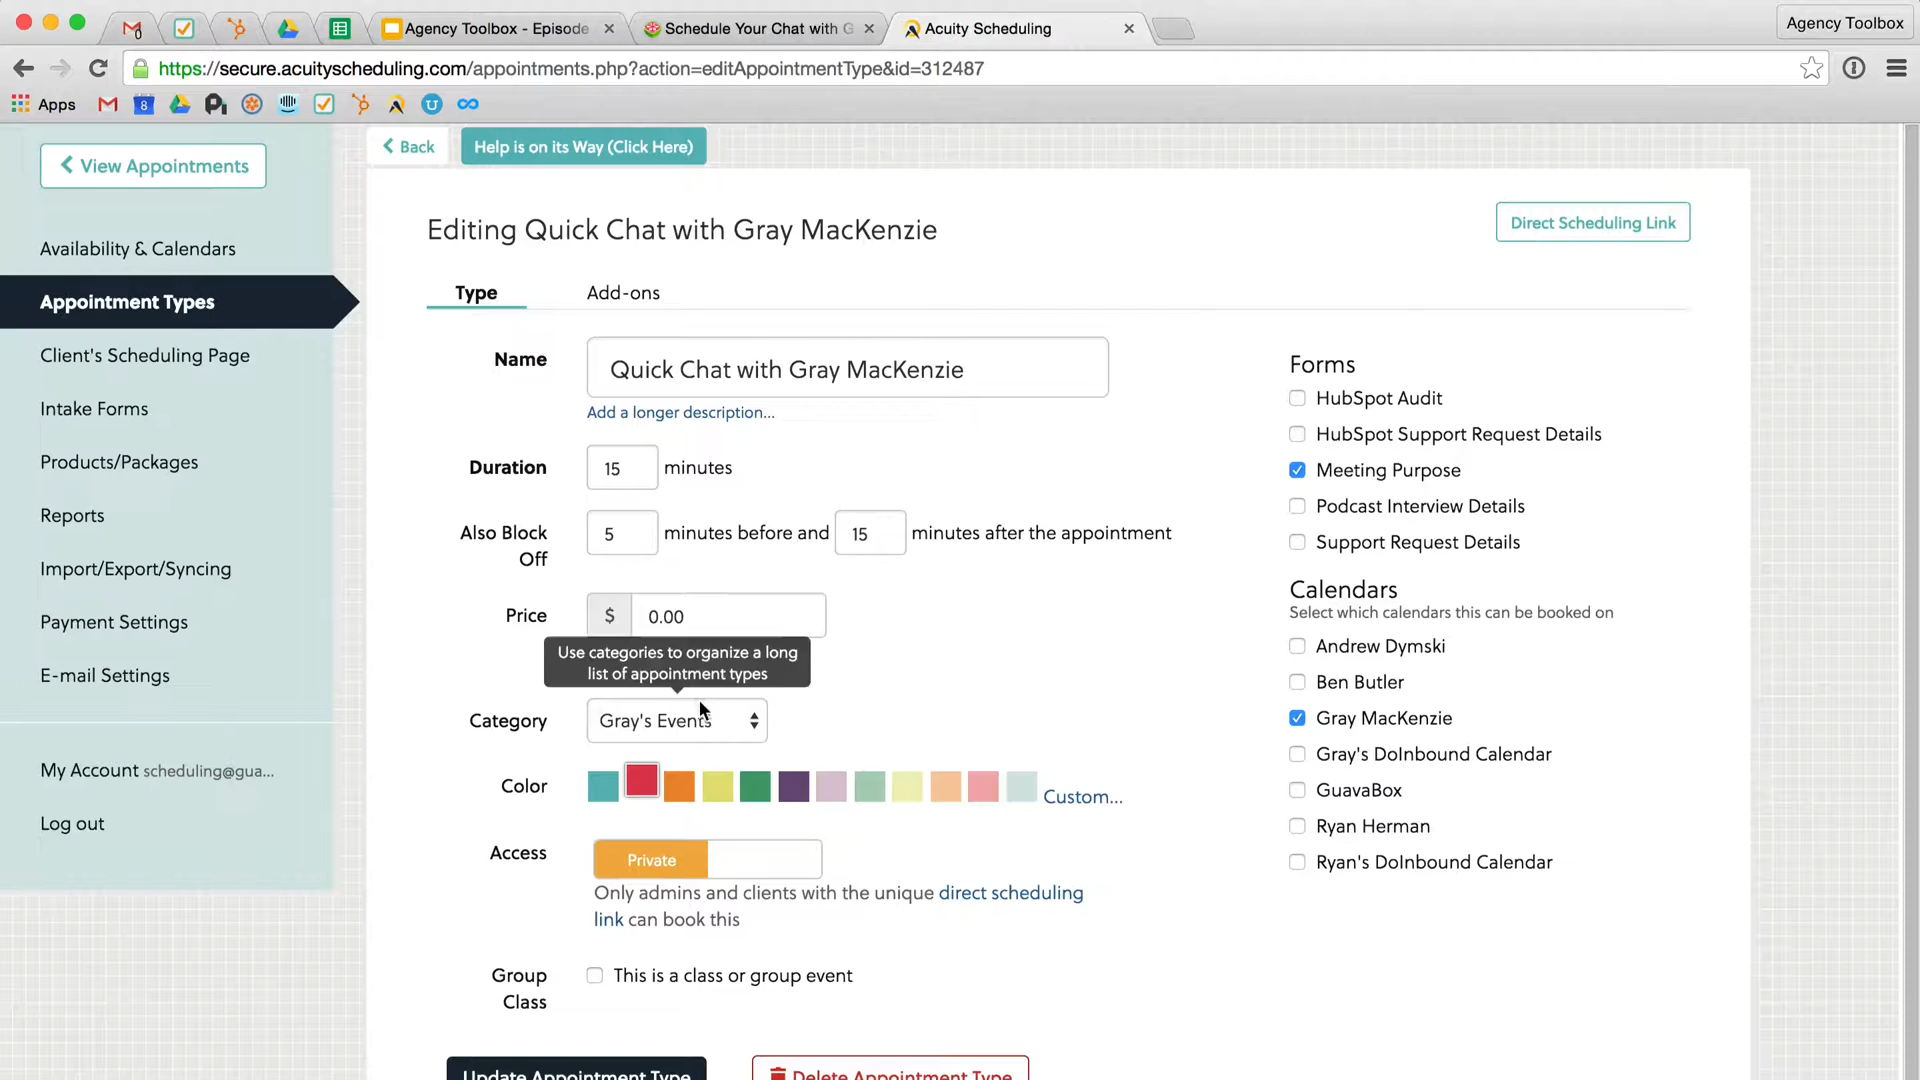 Agency Toolbox - Episode
Schedule Your Chat with G
Acuity Scheduling
Agency Toolbox
https://secure.acuityscheduling.com/appointments.php?action=editAppointmentType&id=312487
Apps
View Appointments
Availability & Calendars
Appointment Types
Client's Scheduling Page
Intake Forms
Products/Packages
Reports
Import/Export/Syncing
Payment Settings
E-mail Settings
My Account scheduling@gua...
Log out
Back
Help is on its Way (Click Here)
Editing Quick Chat with Gray MacKenzie
Direct Scheduling Link
Type
Add-ons
Name
Quick Chat with Gray MacKenzie
Add a longer description...
Duration
15 minutes
Also Block
Off
5 minutes before and 15 minutes after the appointment
Price
$ 0.00
Use categories to organize a long
list of appointment types
Category
Gray's Events
Color
Custom...
Access
Private
Only admins and clients with the unique direct scheduling
link can book this
Group
Class
This is a class or group event
Update Appointment Type
Delete Appointment Type
Forms
HubSpot Audit
HubSpot Support Request Details
Meeting Purpose
Podcast Interview Details
Support Request Details
Calendars
Select which calendars this can be booked on
Andrew Dymski
Ben Butler
Gray MacKenzie
Gray's DoInbound Calendar
GuavaBox
Ryan Herman
Ryan's DoInbound Calendar